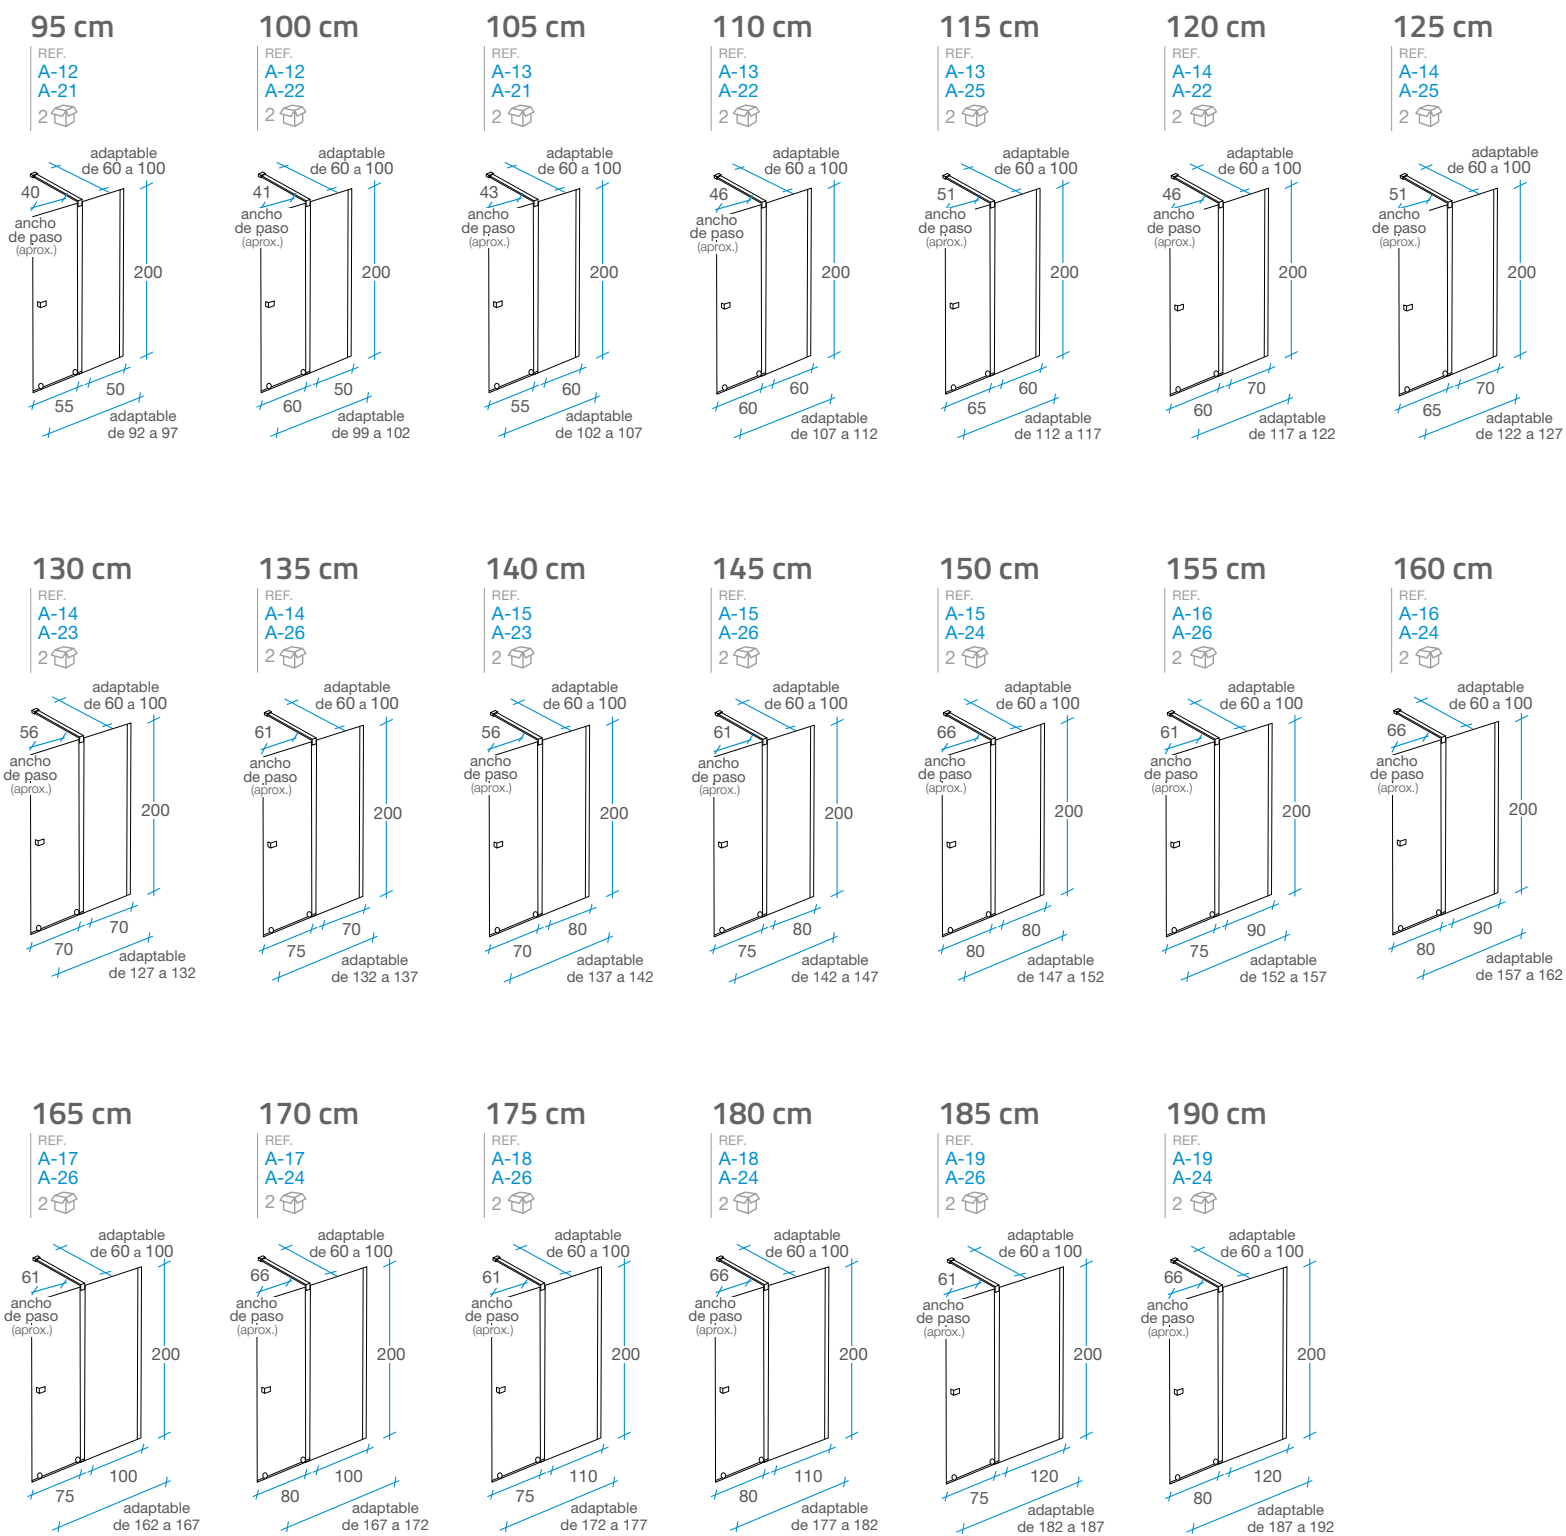 95 cm
REF.
A-12
A-21
2
adaptable
de 60 a 100
40
ancho
de paso
(aprox.)
200
50
55
adaptable
de 92 a 97
100 cm
REF.
A-12
A-22
2
adaptable
de 60 a 100
41
ancho
de paso
(aprox.)
200
50
60
adaptable
de 99 a 102
105 cm
REF.
A-13
A-21
2
adaptable
de 60 a 100
43
ancho
de paso
(aprox.)
200
60
55
adaptable
de 102 a 107
110 cm
REF.
A-13
A-22
2
adaptable
de 60 a 100
46
ancho
de paso
(aprox.)
200
60
60
adaptable
de 107 a 112
115 cm
REF.
A-13
A-25
2
adaptable
de 60 a 100
51
ancho
de paso
(aprox.)
200
60
65
adaptable
de 112 a 117
120 cm
REF.
A-14
A-22
2
adaptable
de 60 a 100
46
ancho
de paso
(aprox.)
200
70
60
adaptable
de 117 a 122
125 cm
REF.
A-14
A-25
2
adaptable
de 60 a 100
51
ancho
de paso
(aprox.)
200
70
65
adaptable
de 122 a 127
130 cm
REF.
A-14
A-23
2
adaptable
de 60 a 100
56
ancho
de paso
(aprox.)
200
70
70
adaptable
de 127 a 132
135 cm
REF.
A-14
A-26
2
adaptable
de 60 a 100
61
ancho
de paso
(aprox.)
200
70
75
adaptable
de 132 a 137
140 cm
REF.
A-15
A-23
2
adaptable
de 60 a 100
56
ancho
de paso
(aprox.)
200
80
70
adaptable
de 137 a 142
145 cm
REF.
A-15
A-26
2
adaptable
de 60 a 100
61
ancho
de paso
(aprox.)
200
80
75
adaptable
de 142 a 147
150 cm
REF.
A-15
A-24
2
adaptable
de 60 a 100
66
ancho
de paso
(aprox.)
200
80
80
adaptable
de 147 a 152
155 cm
REF.
A-16
A-26
2
adaptable
de 60 a 100
61
ancho
de paso
(aprox.)
200
90
75
adaptable
de 152 a 157
160 cm
REF.
A-16
A-24
2
adaptable
de 60 a 100
66
ancho
de paso
(aprox.)
200
90
80
adaptable
de 157 a 162
165 cm
REF.
A-17
A-26
2
adaptable
de 60 a 100
61
ancho
de paso
(aprox.)
200
100
75
adaptable
de 162 a 167
170 cm
REF.
A-17
A-24
2
adaptable
de 60 a 100
66
ancho
de paso
(aprox.)
200
100
80
adaptable
de 167 a 172
175 cm
REF.
A-18
A-26
2
adaptable
de 60 a 100
61
ancho
de paso
(aprox.)
200
110
75
adaptable
de 172 a 177
180 cm
REF.
A-18
A-24
2
adaptable
de 60 a 100
66
ancho
de paso
(aprox.)
200
110
80
adaptable
de 177 a 182
185 cm
REF.
A-19
A-26
2
adaptable
de 60 a 100
61
ancho
de paso
(aprox.)
200
120
75
adaptable
de 182 a 187
190 cm
REF.
A-19
A-24
2
adaptable
de 60 a 100
66
ancho
de paso
(aprox.)
200
120
80
adaptable
de 187 a 192